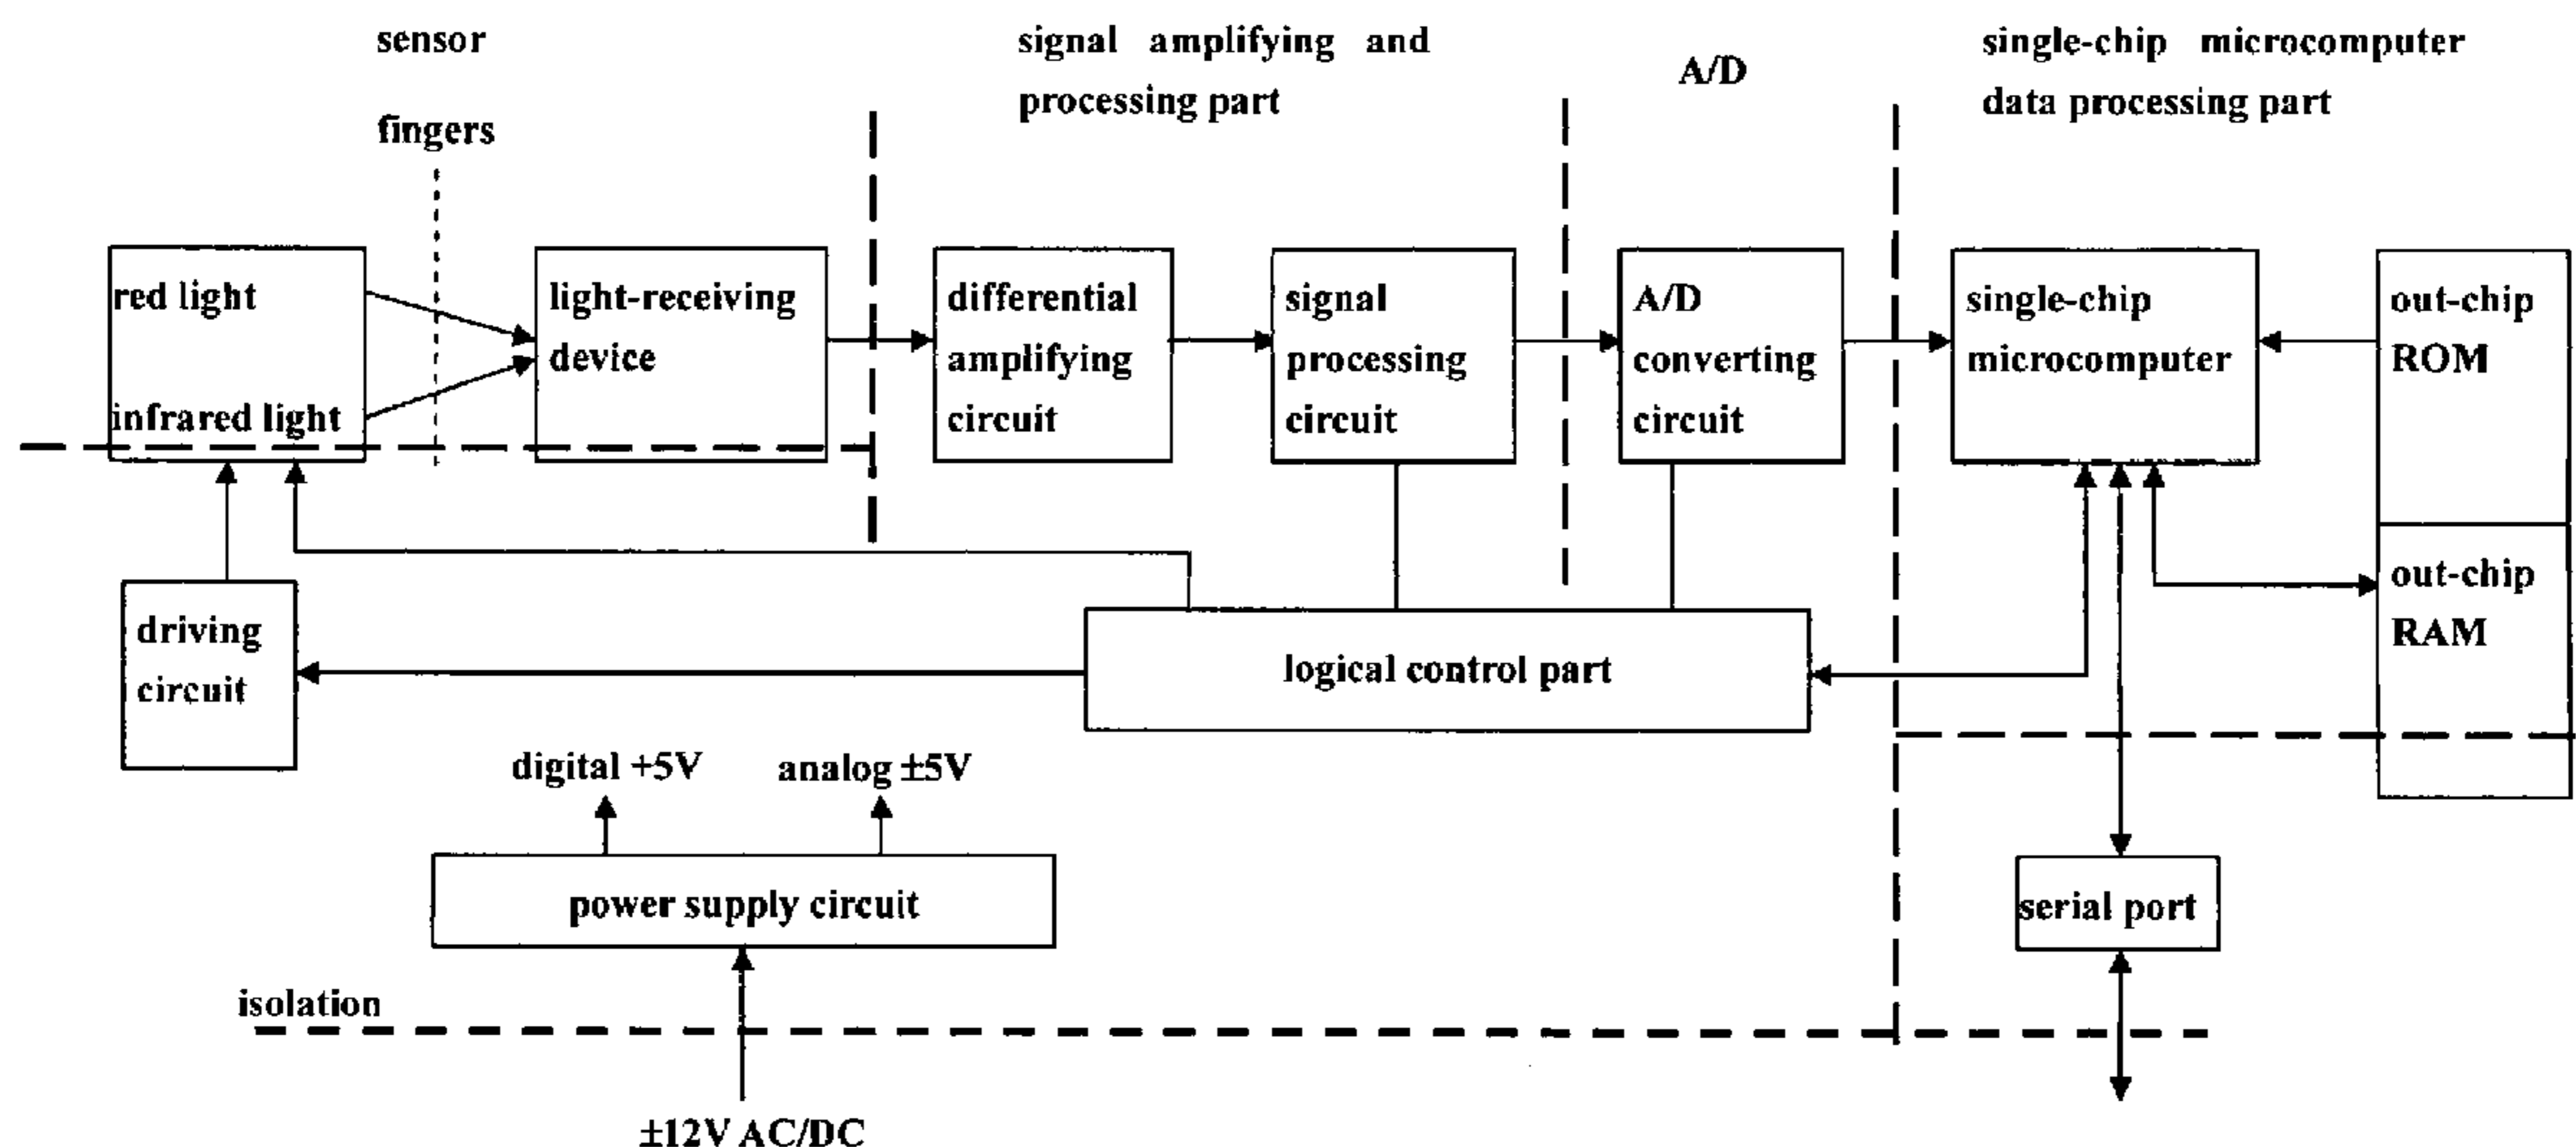 sensor
fingers
signal amplifying and
processing part
A/D
single-chip microcomputer
data processing part
red light
infrared light
light-receiving
device
differential
amplifying
circuit
signal
processing
circuit
A/D
converting
circuit
single-chip
microcomputer
out-chip
ROM
out-chip
RAM
driving
circuit
logical control part
digital +5V
analog ±5V
power supply circuit
serial port
isolation
±12V AC/DC